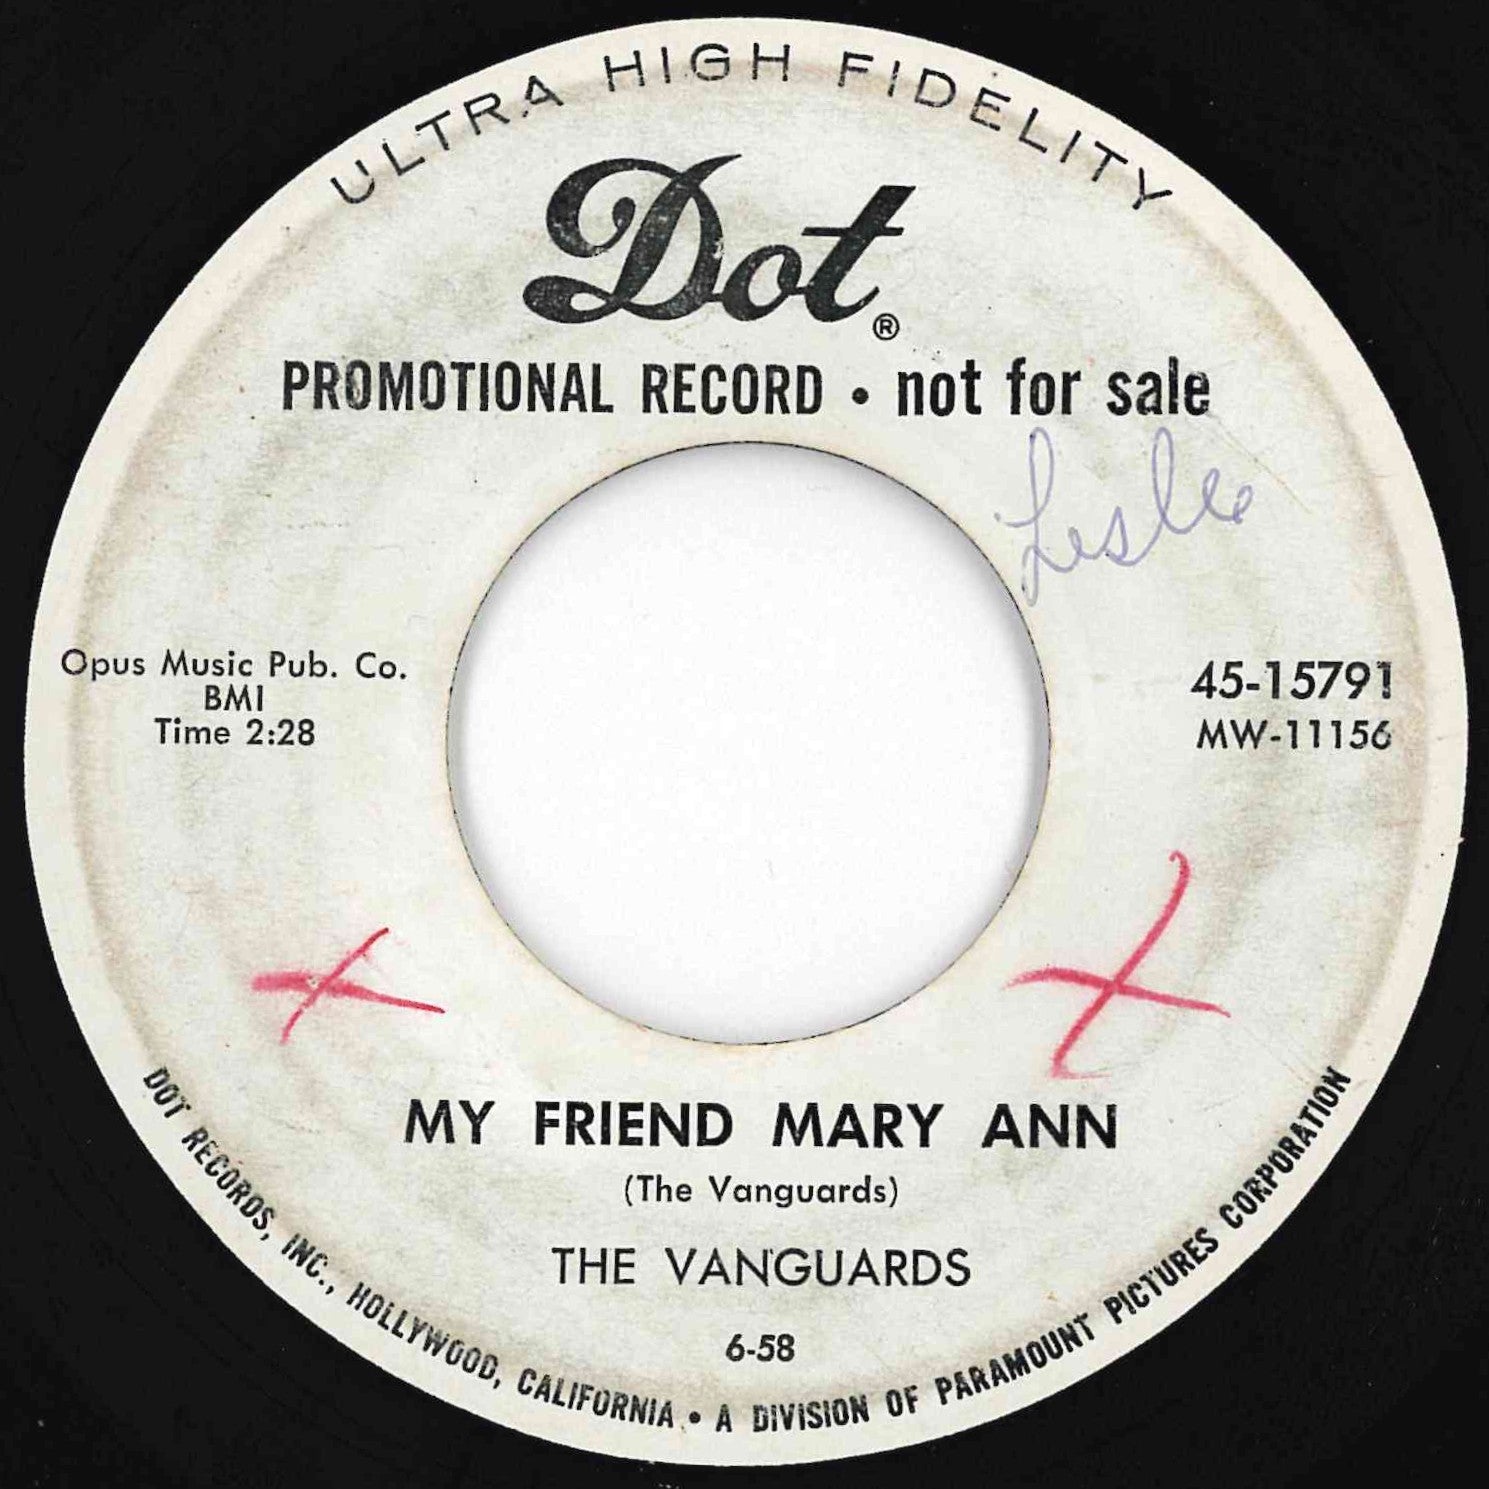 ULTRA HIGH FIDELITY
Dot®
PROMOTIONAL RECORD • not for sale
Leslie
Opus Music Pub. Co.
BMI
Time 2:28
45-15791
MW-11156
MY FRIEND MARY ANN
(The Vanguards)
THE VANGUARDS
6-58
DOT RECORDS, INC., HOLLYWOOD, CALIFORNIA • A DIVISION OF PARAMOUNT PICTURES CORPORATION